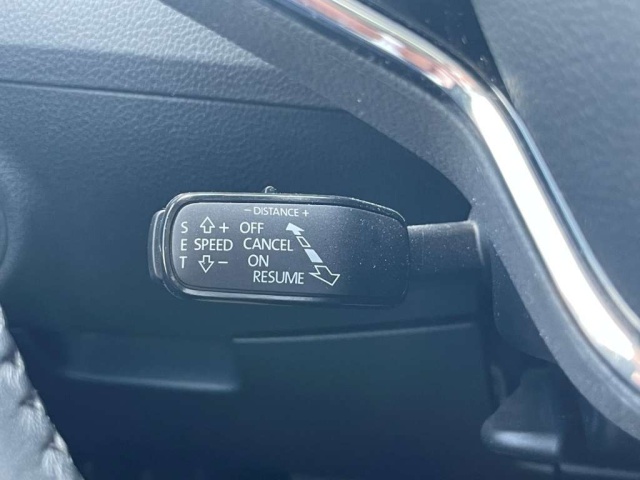 − DISTANCE +
S + OFF
E SPEED CANCEL
T − ON
RESUME